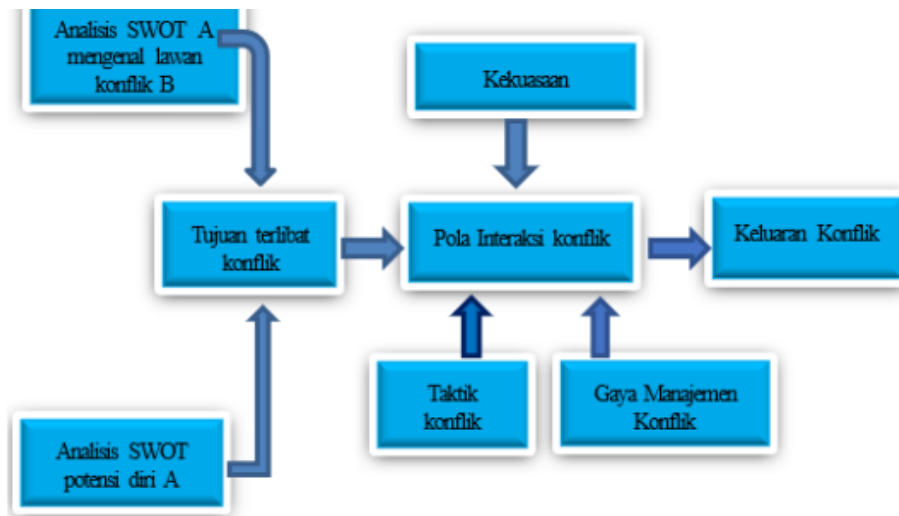 Analisis SWOT A
mengenal lawan
konflik B
Kekuasaan
Tujuan terlibat
konflik
Pola Interaksi konflik
Keluaran Konflik
Taktik
konflik
Gaya Manajemen
Konflik
Analisis SWOT
potensi diri A